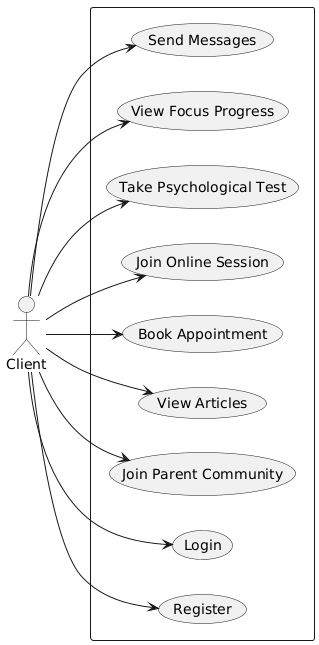 Send Messages
View Focus Progress
Take Psychological Test
Join Online Session
Book Appointment
Client
View Articles
Join Parent Community
Login
Register